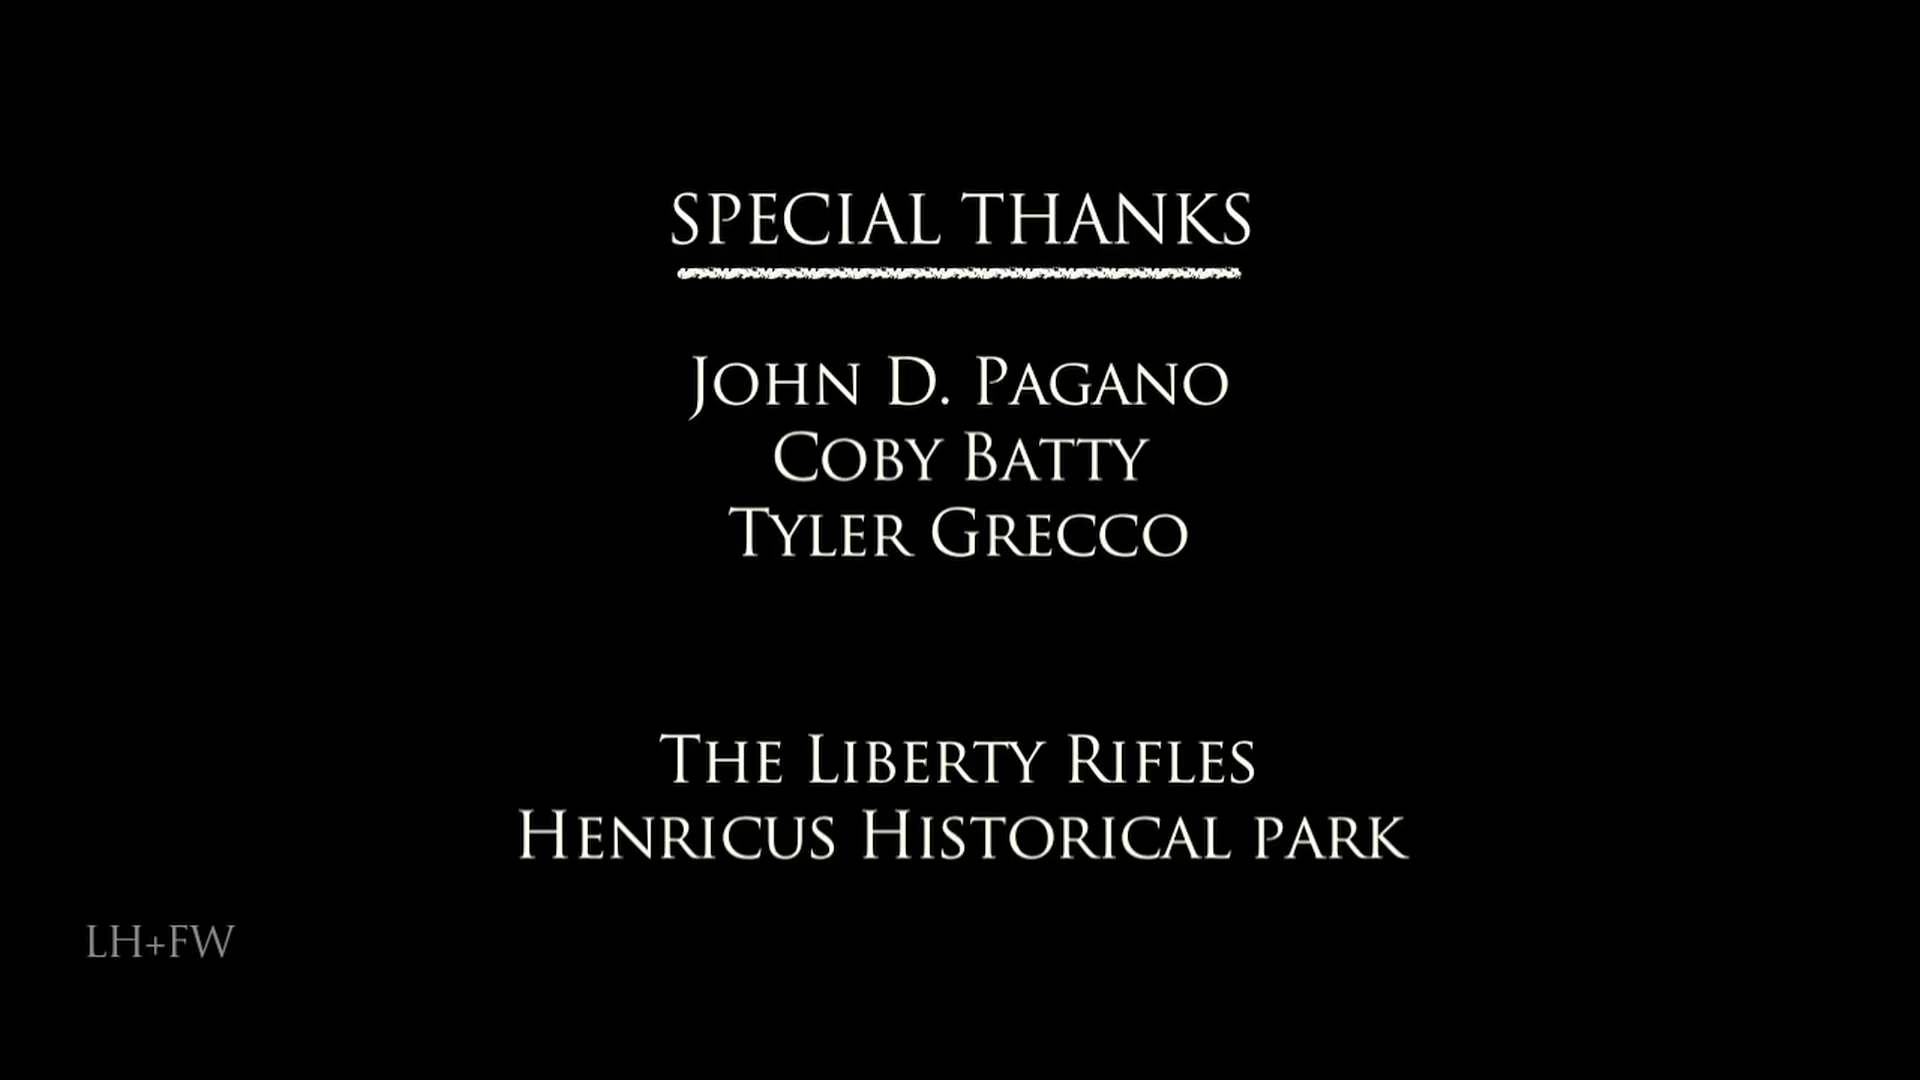 SPECIAL THANKS
John D. Pagano
Coby Batty
Tyler Grecco
The Liberty Rifles
Henricus Historical park
LH+FW